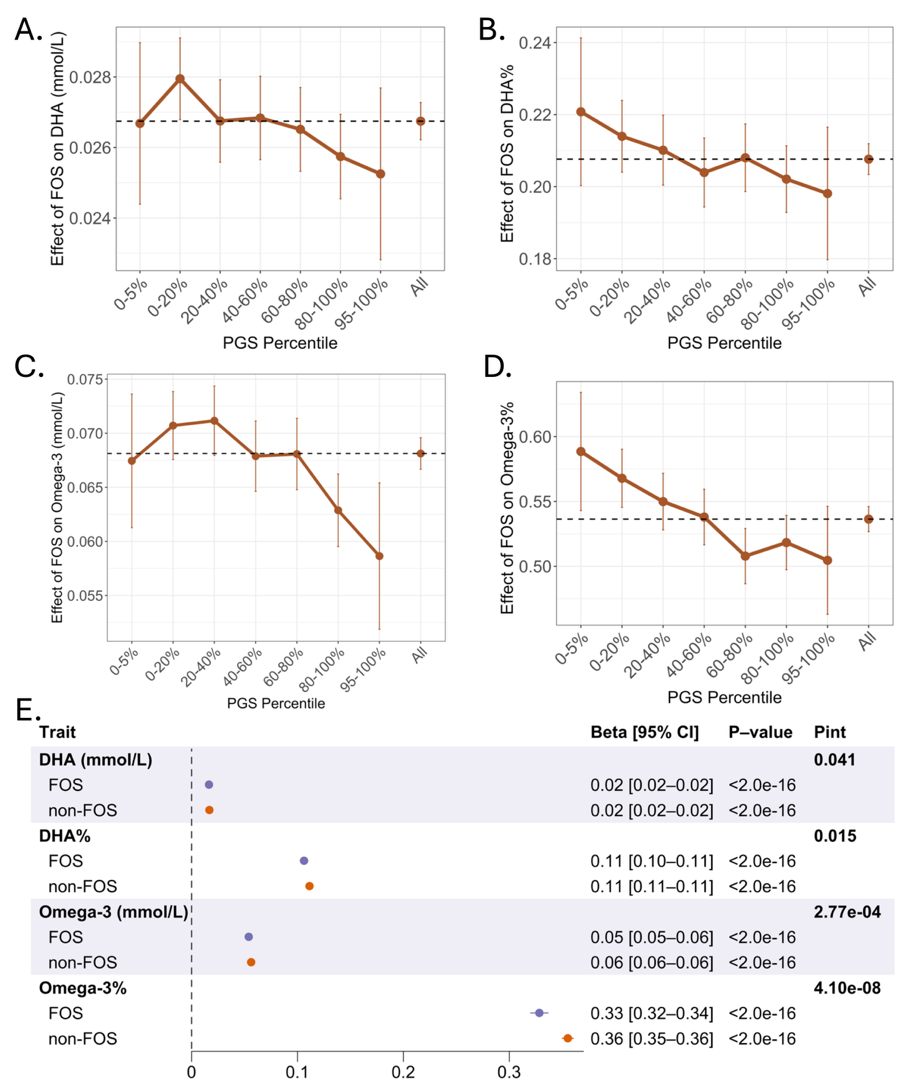 A.
Effect of FOS on DHA (mmol/L)
0.028
0.026
0.024
0-5%
0-20%
20-40%
40-60%
60-80%
80-100%
95-100%
All
PGS Percentile
B.
Effect of FOS on DHA%
0.24
0.22
0.20
0.18
0-5%
0-20%
20-40%
40-60%
60-80%
80-100%
95-100%
All
PGS Percentile
C.
Effect of FOS on Omega-3 (mmol/L)
0.075
0.070
0.065
0.060
0.055
0-5%
0-20%
20-40%
40-60%
60-80%
80-100%
95-100%
All
PGS Percentile
D.
Effect of FOS on Omega-3%
0.60
0.55
0.50
0-5%
0-20%
20-40%
40-60%
60-80%
80-100%
95-100%
All
PGS Percentile
E.
Trait Beta [95% CI] P–value Pint
DHA (mmol/L) 0.041
FOS 0.02 [0.02–0.02] <2.0e-16
non-FOS 0.02 [0.02–0.02] <2.0e-16
DHA% 0.015
FOS 0.11 [0.10–0.11] <2.0e-16
non-FOS 0.11 [0.11–0.11] <2.0e-16
Omega-3 (mmol/L) 2.77e-04
FOS 0.05 [0.05–0.06] <2.0e-16
non-FOS 0.06 [0.06–0.06] <2.0e-16
Omega-3% 4.10e-08
FOS 0.33 [0.32–0.34] <2.0e-16
non-FOS 0.36 [0.35–0.36] <2.0e-16
0 0.1 0.2 0.3